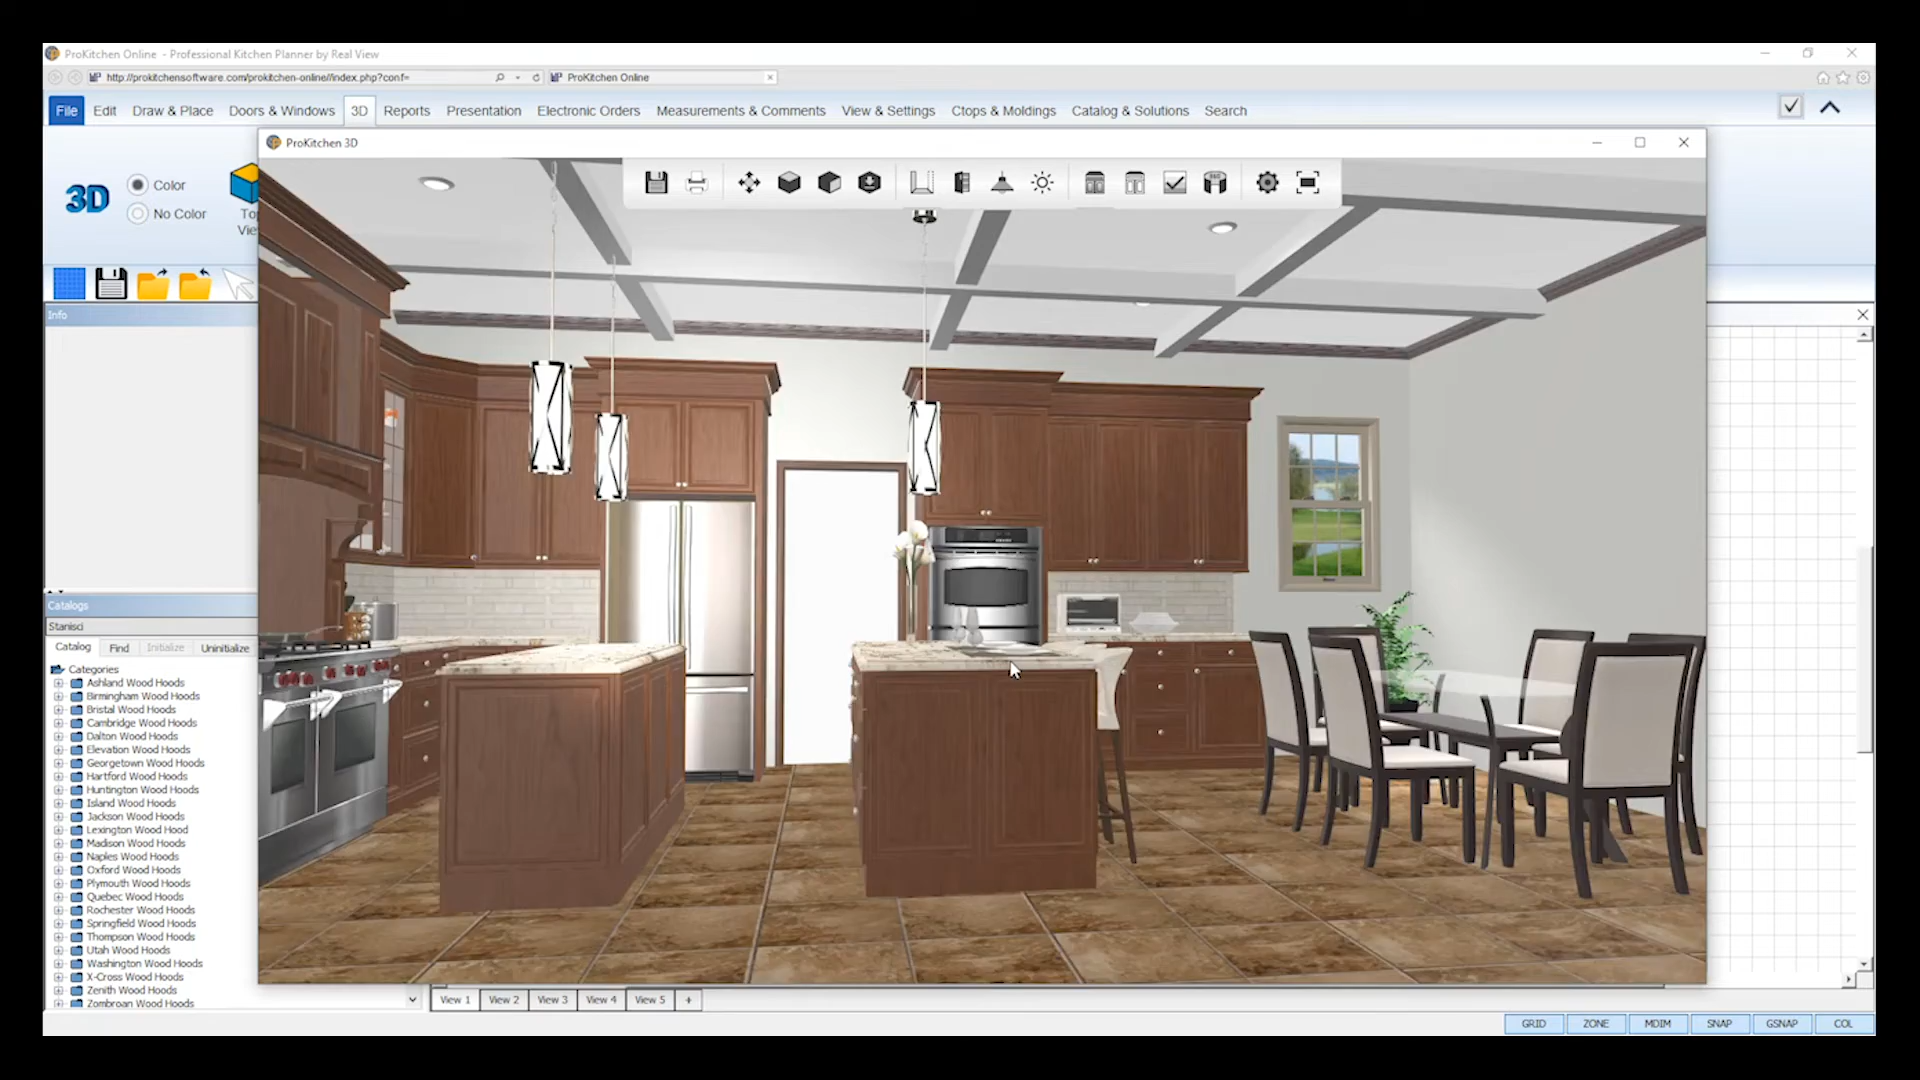 ProKitchen Online - Professional Kitchen Planner by Real View
http://prokitchensoftware.com/prokitchen-online//index.php?conf=
ProKitchen Online
File Edit Draw & Place Doors & Windows 3D Reports Presentation Electronic Orders Measurements & Comments View & Settings Ctops & Moldings Catalog & Solutions Search
ProKitchen 3D
3D
Color
No Color
Info
Catalogs
Stanisci
Catalog Find Initialize Uninitialize
Categories
Ashland Wood Hoods
Birmingham Wood Hoods
Bristal Wood Hoods
Cambridge Wood Hoods
Dalton Wood Hoods
Elevation Wood Hoods
Georgetown Wood Hoods
Hartford Wood Hoods
Huntington Wood Hoods
Island Wood Hoods
Jackson Wood Hoods
Lexington Wood Hood
Madison Wood Hoods
Naples Wood Hoods
Oxford Wood Hoods
Plymouth Wood Hoods
Quebec Wood Hoods
Rochester Wood Hoods
Springfield Wood Hoods
Thompson Wood Hoods
Utah Wood Hoods
Washington Wood Hoods
X-Cross Wood Hoods
Zenith Wood Hoods
Zombroan Wood Hoods
View 1 View 2 View 3 View 4 View 5 +
GRID ZONE MDIM SNAP GSNAP COL